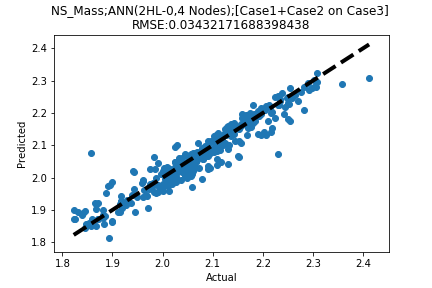 NS_Mass;ANN(2HL-0,4 Nodes);[Case1+Case2 on Case3]
RMSE:0.03432171688398438
2.4
2.3
2.2
2.1
2.0
1.9
1.8
Predicted
1.8 1.9 2.0 2.1 2.2 2.3 2.4
Actual